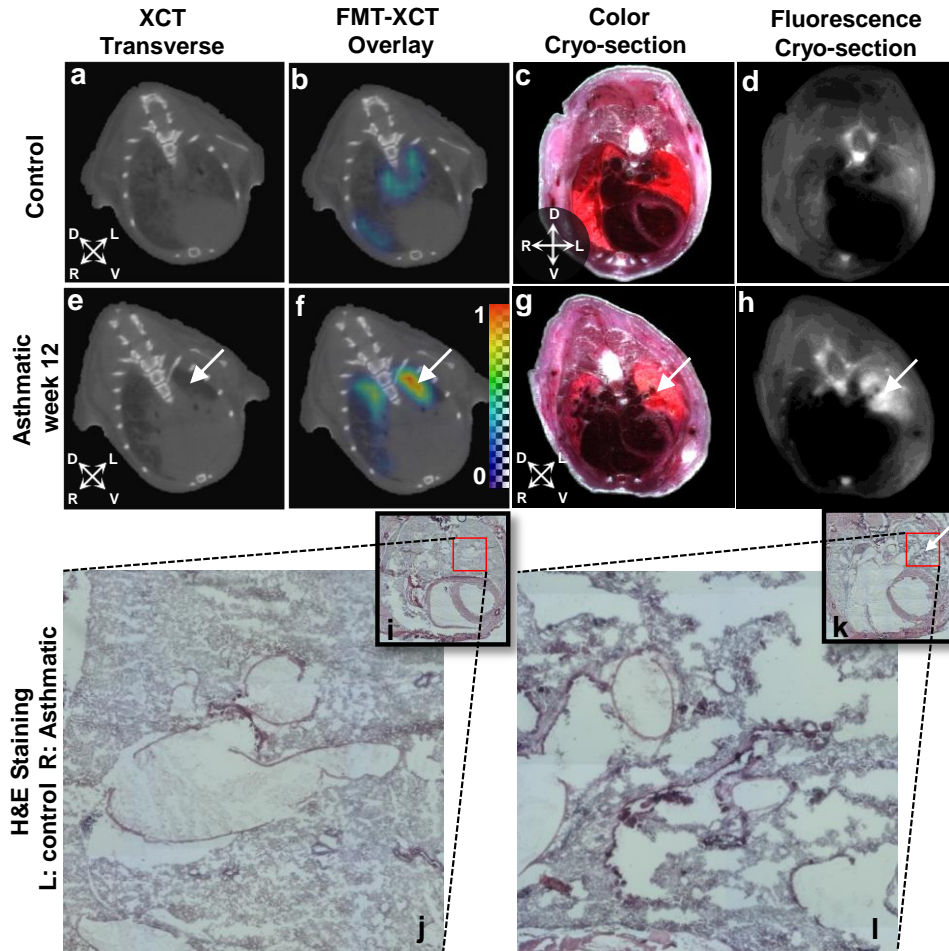 XCT
Transverse
FMT-XCT
Overlay
Color
Cryo-section
Fluorescence
Cryo-section
Control
a
b
c
d
D L
R V
D
R L
V
Asthmatic
week 12
e
f
g
h
D L
R V
1
0
D L
R V
H&E Staining
L: control R: Asthmatic
i
k
j
l